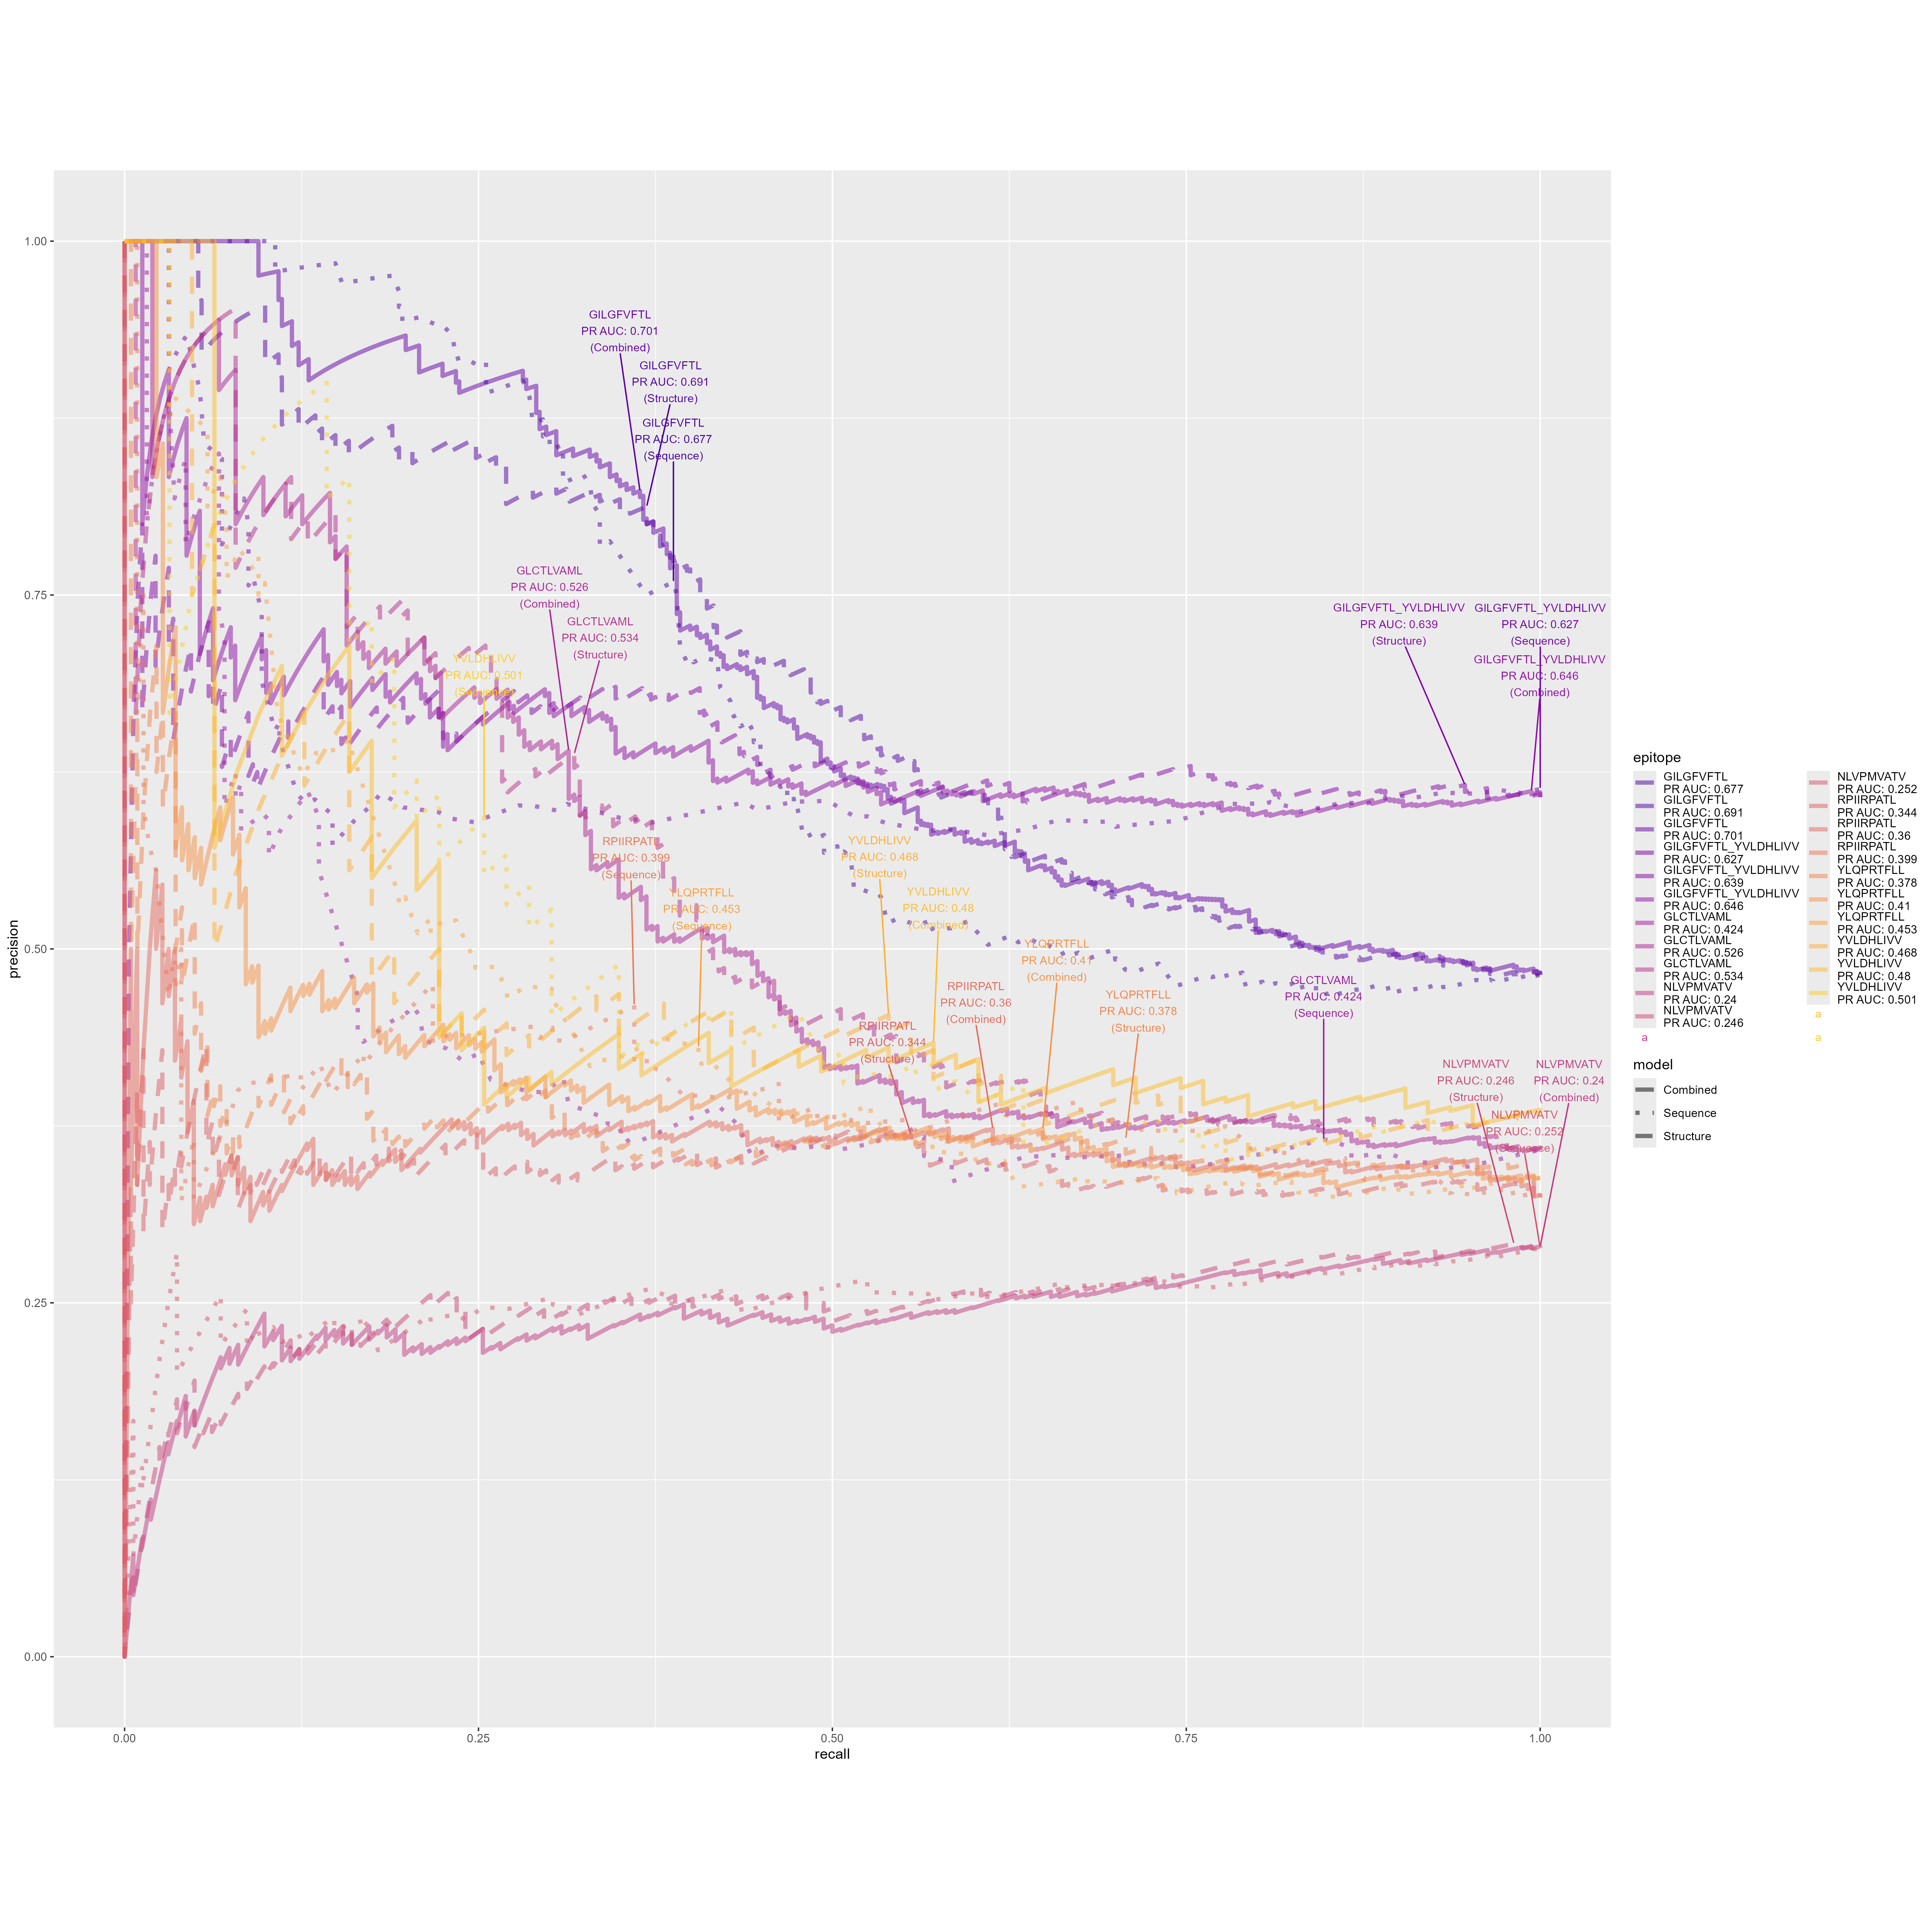 1.00
0.75
0.50
0.25
0.00
precision
0.00
0.25
0.50
0.75
1.00
recall
GILGFVFTL
PR AUC: 0.701
(Combined)
GILGFVFTL
PR AUC: 0.691
(Structure)
GILGFVFTL
PR AUC: 0.677
(Sequence)
GLCTLVAML
PR AUC: 0.526
(Combined)
GLCTLVAML
PR AUC: 0.534
(Structure)
GILGFVFTL_YVLDHLIVV
PR AUC: 0.639
(Structure)
GILGFVFTL_YVLDHLIVV
PR AUC: 0.627
(Sequence)
GILGFVFTL_YVLDHLIVV
PR AUC: 0.646
(Combined)
YVLDHLIVV
PR AUC: 0.501
(Sequence)
RPIIRPATL
PR AUC: 0.399
(Sequence)
YLQPRTFLL
PR AUC: 0.453
(Sequence)
YVLDHLIVV
PR AUC: 0.468
(Structure)
YVLDHLIVV
PR AUC: 0.48
(Combined)
YLQPRTFLL
PR AUC: 0.41
(Combined)
RPIIRPATL
PR AUC: 0.36
(Combined)
YLQPRTFLL
PR AUC: 0.378
(Structure)
RPIIRPATL
PR AUC: 0.344
(Structure)
GLCTLVAML
PR AUC: 0.424
(Sequence)
NLVPMVATV
PR AUC: 0.246
(Structure)
NLVPMVATV
PR AUC: 0.24
(Combined)
NLVPMVATV
PR AUC: 0.252
(Sequence)
epitope
GILGFVFTL
PR AUC: 0.677
GILGFVFTL
PR AUC: 0.691
GILGFVFTL
PR AUC: 0.701
GILGFVFTL_YVLDHLIVV
PR AUC: 0.627
GILGFVFTL_YVLDHLIVV
PR AUC: 0.639
GILGFVFTL_YVLDHLIVV
PR AUC: 0.646
GLCTLVAML
PR AUC: 0.424
GLCTLVAML
PR AUC: 0.526
GLCTLVAML
PR AUC: 0.534
NLVPMVATV
PR AUC: 0.24
NLVPMVATV
PR AUC: 0.246
a
NLVPMVATV
PR AUC: 0.252
RPIIRPATL
PR AUC: 0.344
RPIIRPATL
PR AUC: 0.36
RPIIRPATL
PR AUC: 0.399
YLQPRTFLL
PR AUC: 0.378
YLQPRTFLL
PR AUC: 0.41
YLQPRTFLL
PR AUC: 0.453
YVLDHLIVV
PR AUC: 0.468
YVLDHLIVV
PR AUC: 0.48
YVLDHLIVV
PR AUC: 0.501
a
a
model
Combined
Sequence
Structure